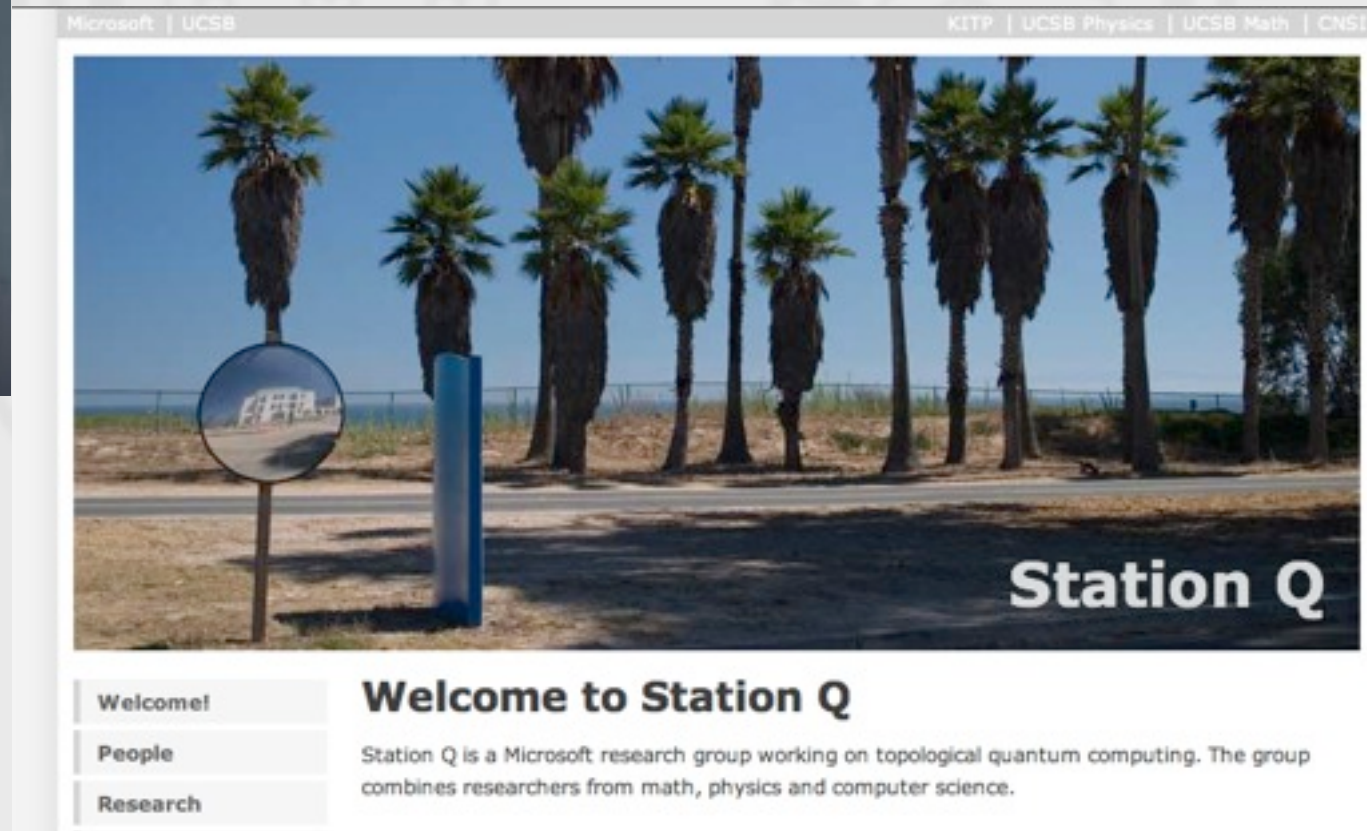 Microsoft | UCSB
KITP | UCSB Physics | UCSB Math | CNSI
Station Q
Welcome!
People
Research
Welcome to Station Q
Station Q is a Microsoft research group working on topological quantum computing. The group
combines researchers from math, physics and computer science.